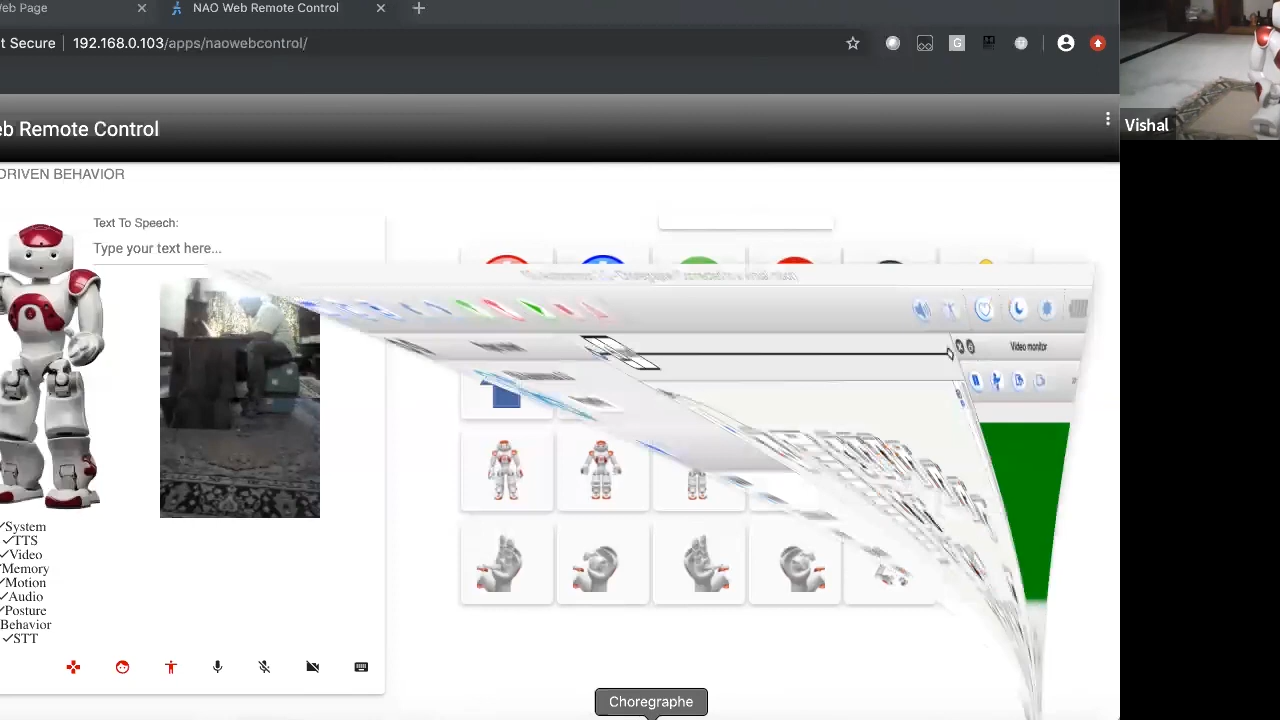 eb Page
NAO Web Remote Control
t Secure
192.168.0.103/apps/naowebcontrol/
eb Remote Control
Vishal
DRIVEN BEHAVIOR
Text To Speech:
Type your text here...
Video monitor
System
TTS
Video
Memory
Motion
Audio
Posture
Behavior
STT
Choregraphe